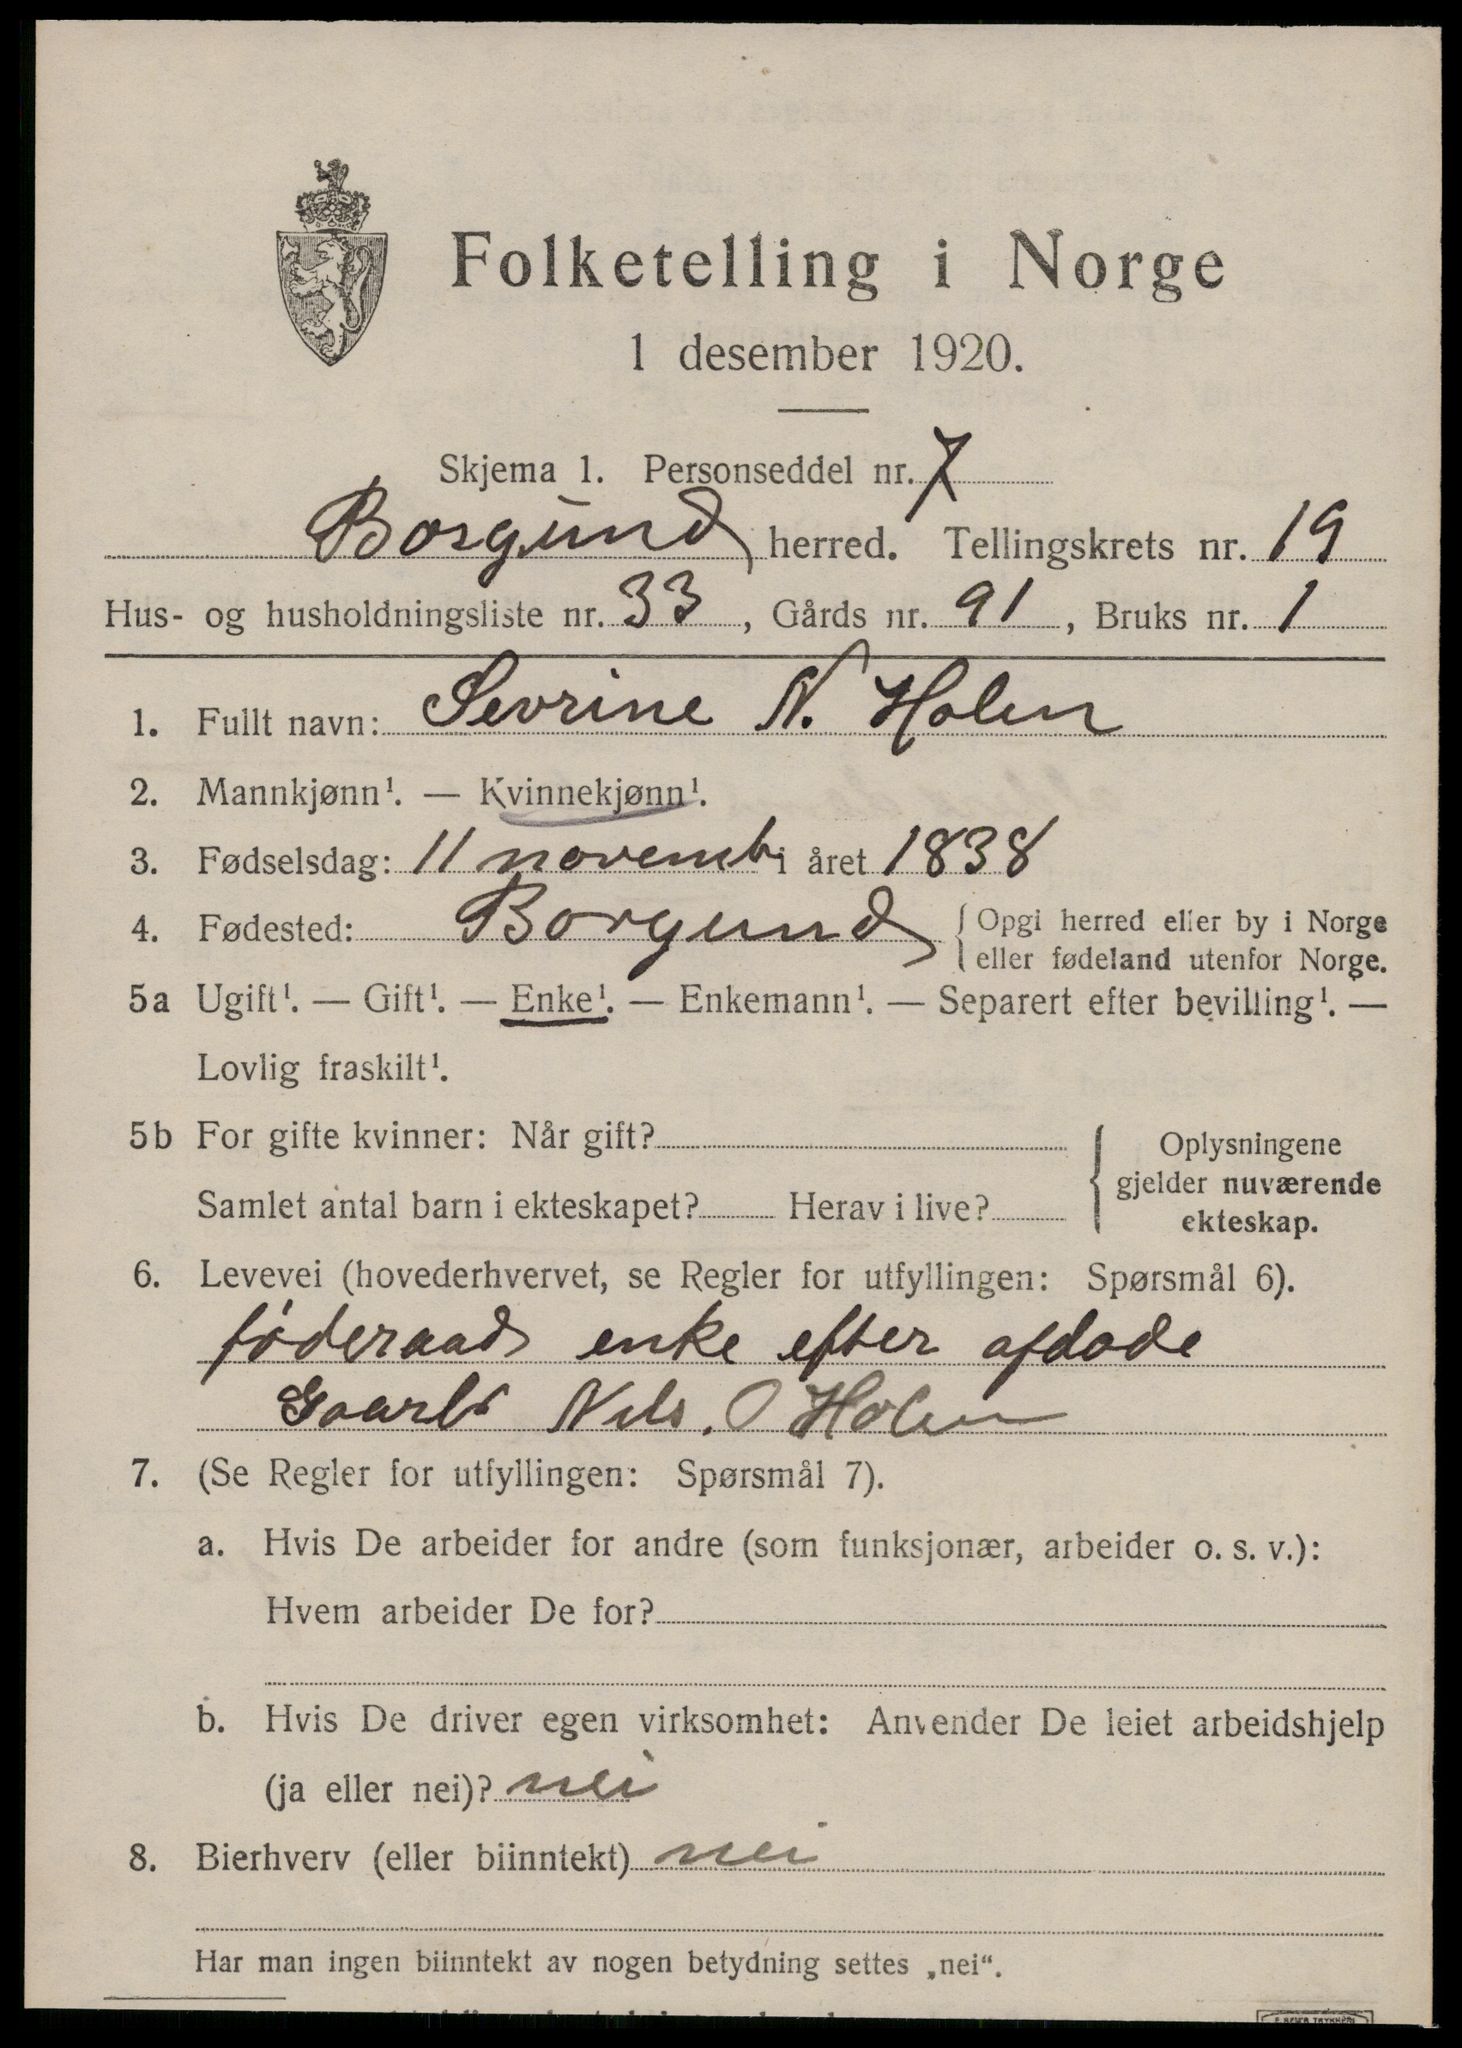 Folketelling i Norge
1 desember 1920.
Skjema 1. Personseddel nr. 7
Borgund herred. Tellingskrets nr. 19
Hus- og husholdningsliste nr. 33, Gårds nr. 91, Bruks nr. 1
1. Fullt navn: Sevrine N. Holen
2. Mannkjønn¹. — Kvinnekjønn¹.
3. Fødselsdag: 11 novemb i året 1838
4. Fødested: Borgund { Opgi herred eller by i Norge
eller fødeland utenfor Norge.
5a Ugift¹. — Gift¹. — Enke¹. — Enkemann¹. — Separert efter bevilling¹. —
Lovlig fraskilt¹.
5b For gifte kvinner: Når gift? { Oplysningene
gjelder nuværende
Samlet antal barn i ekteskapet? Herav i live? ekteskap.
6. Levevei (hovederhvervet, se Regler for utfyllingen: Spørsmål 6).
føderaads enke efter afdøde
Gaarbr Nils. O Holen
7. (Se Regler for utfyllingen: Spørsmål 7).
a. Hvis De arbeider for andre (som funksjonær, arbeider o. s. v.):
Hvem arbeider De for?
b. Hvis De driver egen virksomhet: Anvender De leiet arbeidshjelp
(ja eller nei)? nei
8. Bierhverv (eller biinntekt) nei
Har man ingen biinntekt av nogen betydning settes „nei“.